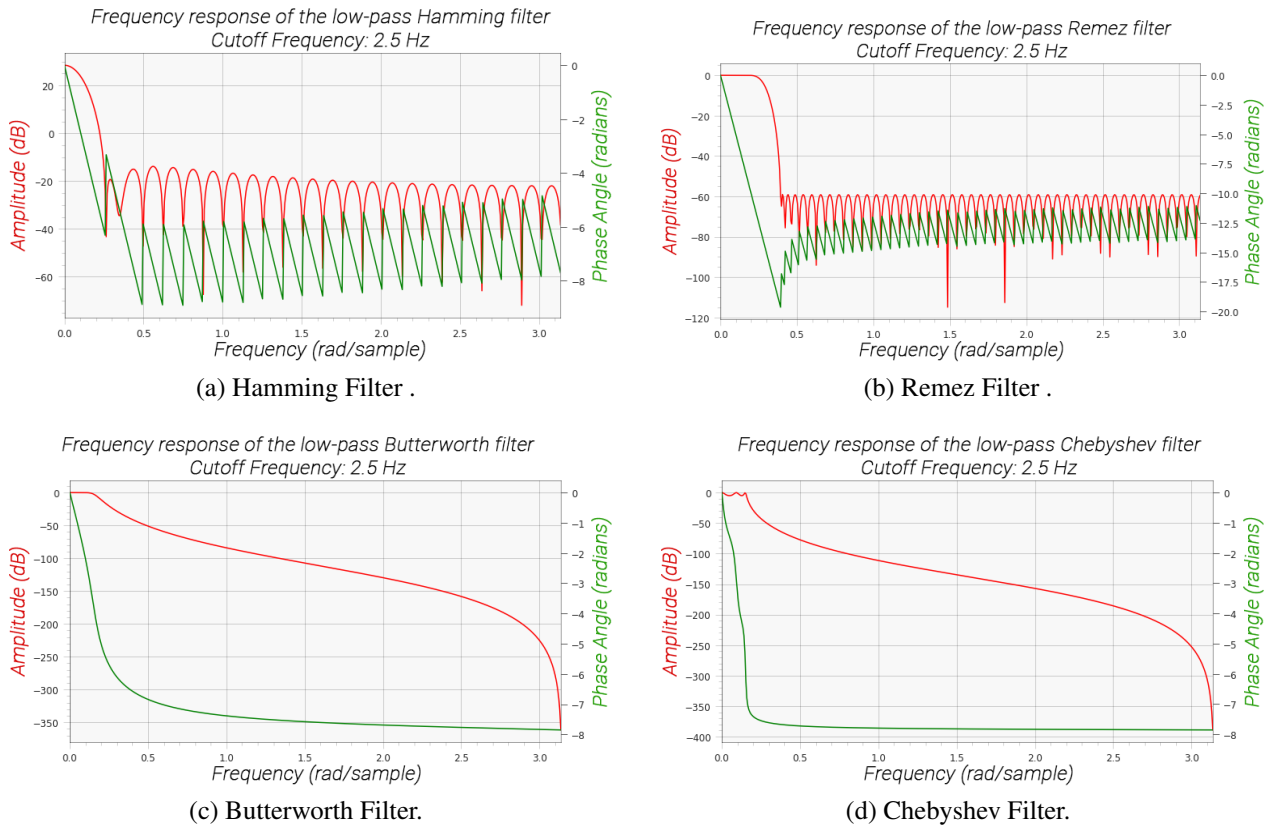 Frequency response of the low-pass Hamming filter
Cutoff Frequency: 2.5 Hz
20
0
−20
−40
−60
Amplitude (dB)
0
−2
−4
−6
−8
Phase Angle (radians)
0.0 0.5 1.0 1.5 2.0 2.5 3.0
Frequency (rad/sample)
(a) Hamming Filter .
Frequency response of the low-pass Remez filter
Cutoff Frequency: 2.5 Hz
0
−20
−40
−60
−80
−100
−120
Amplitude (dB)
0.0
−2.5
−5.0
−7.5
−10.0
−12.5
−15.0
−17.5
−20.0
Phase Angle (radians)
0.0 0.5 1.0 1.5 2.0 2.5 3.0
Frequency (rad/sample)
(b) Remez Filter .
Frequency response of the low-pass Butterworth filter
Cutoff Frequency: 2.5 Hz
0
−50
−100
−150
−200
−250
−300
−350
Amplitude (dB)
0
−1
−2
−3
−4
−5
−6
−7
−8
Phase Angle (radians)
0.0 0.5 1.0 1.5 2.0 2.5 3.0
Frequency (rad/sample)
(c) Butterworth Filter.
Frequency response of the low-pass Chebyshev filter
Cutoff Frequency: 2.5 Hz
0
−50
−100
−150
−200
−250
−300
−350
−400
Amplitude (dB)
0
−1
−2
−3
−4
−5
−6
−7
−8
Phase Angle (radians)
0.0 0.5 1.0 1.5 2.0 2.5 3.0
Frequency (rad/sample)
(d) Chebyshev Filter.